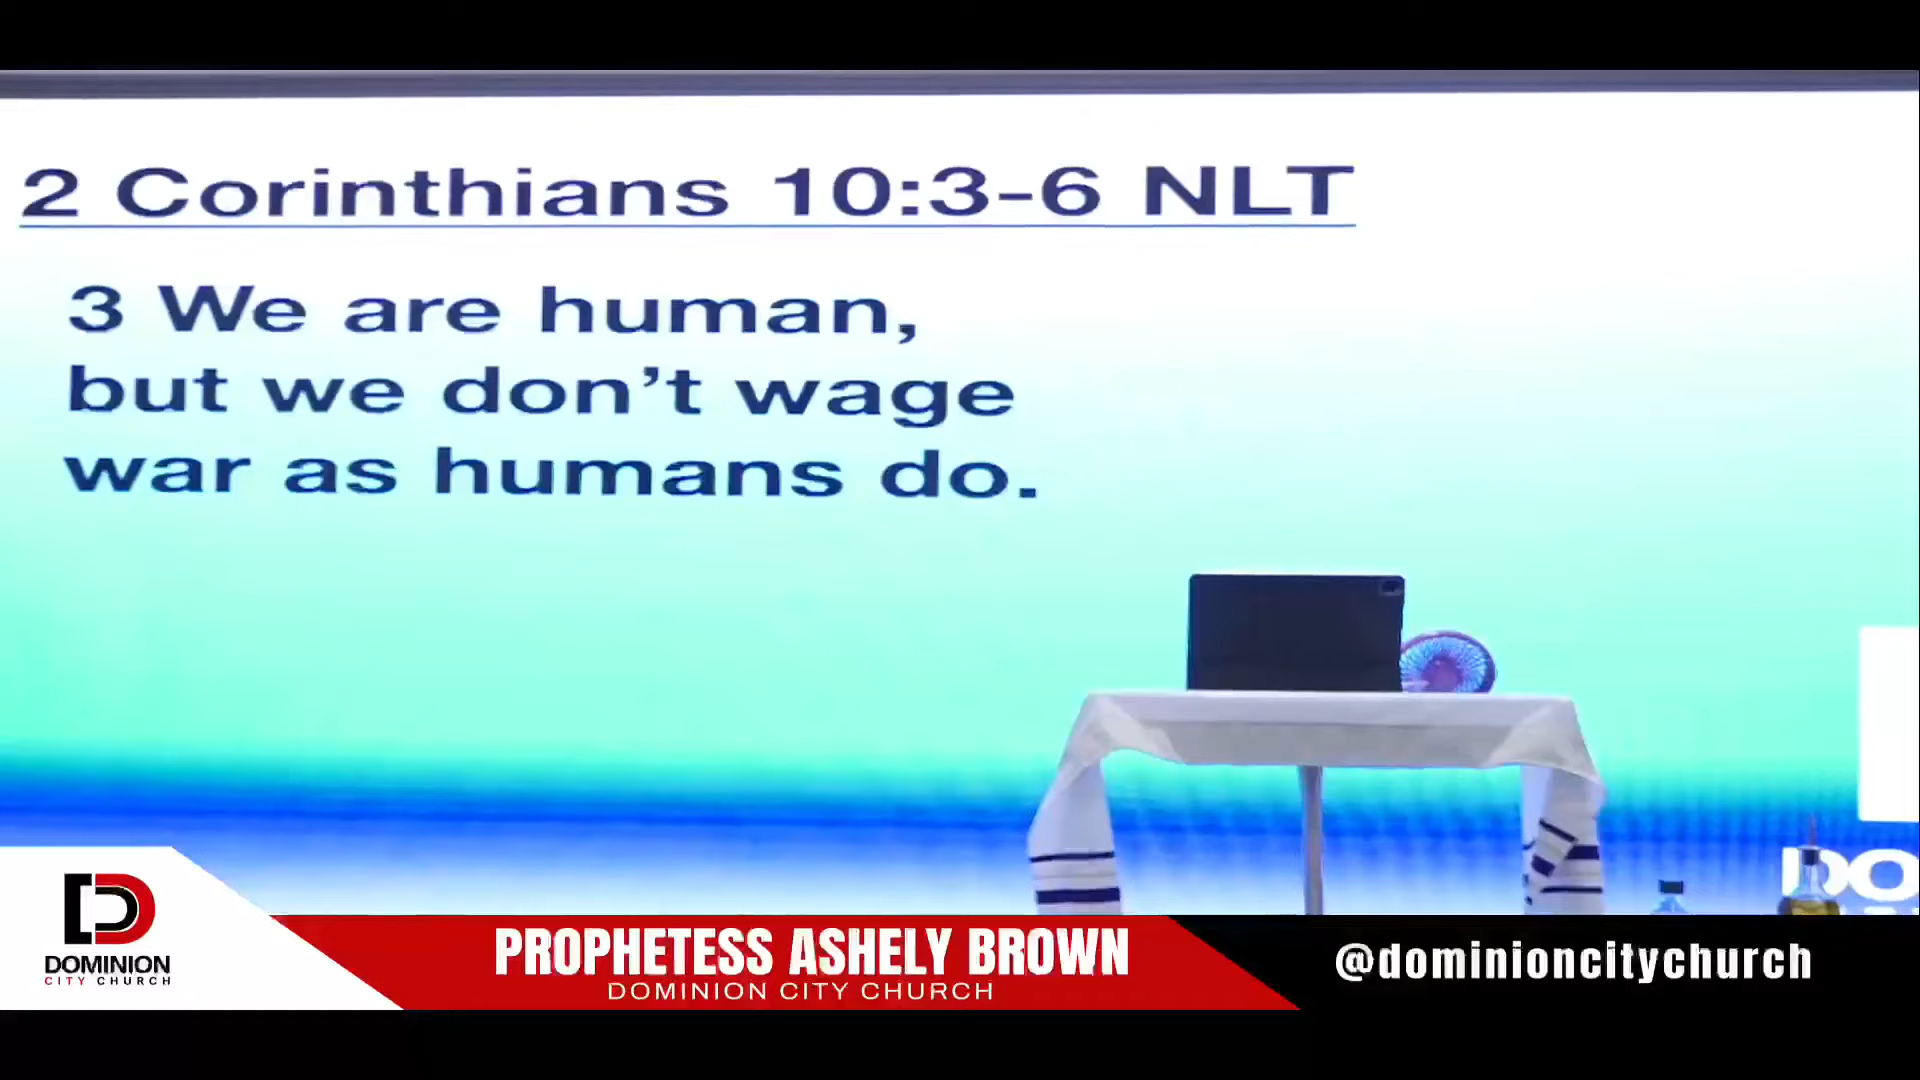 2 Corinthians 10:3-6 NLT
3 We are human,
but we don't wage
war as humans do.
DO
DOMINION
CITY CHURCH
PROPHETESS ASHELY BROWN
DOMINION CITY CHURCH
@dominioncitychurch